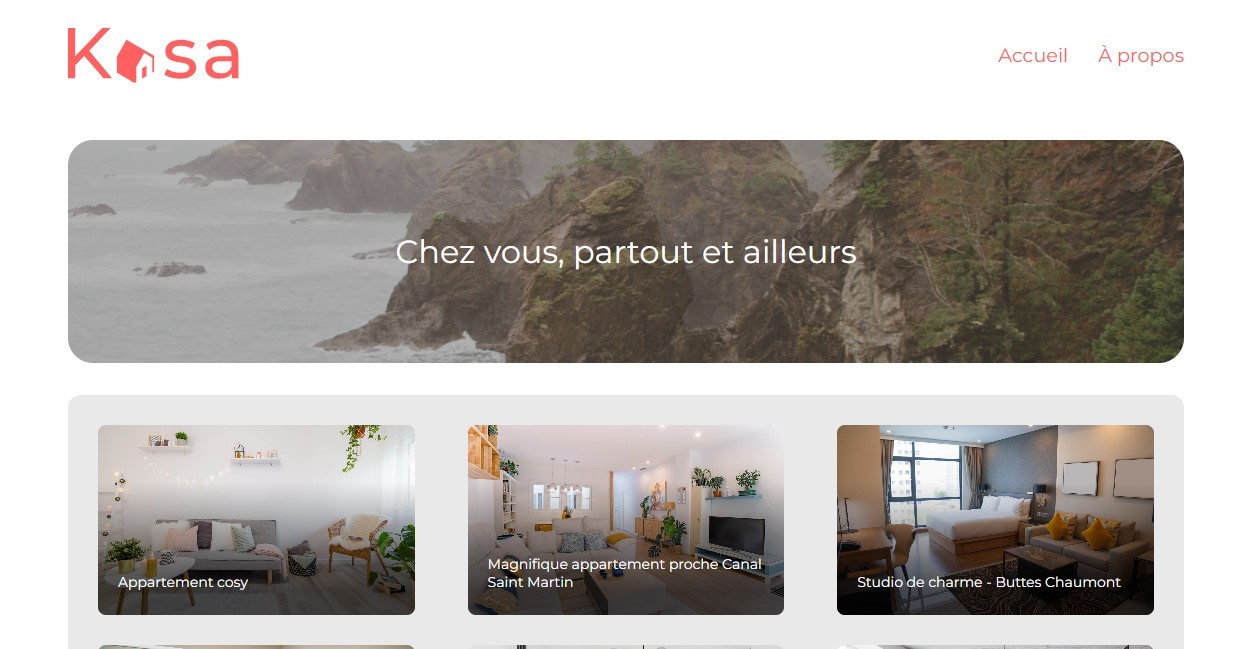 Kasa
Accueil
À propos
Chez vous, partout et ailleurs
Appartement cosy
Magnifique appartement proche Canal
Saint Martin
Studio de charme - Buttes Chaumont